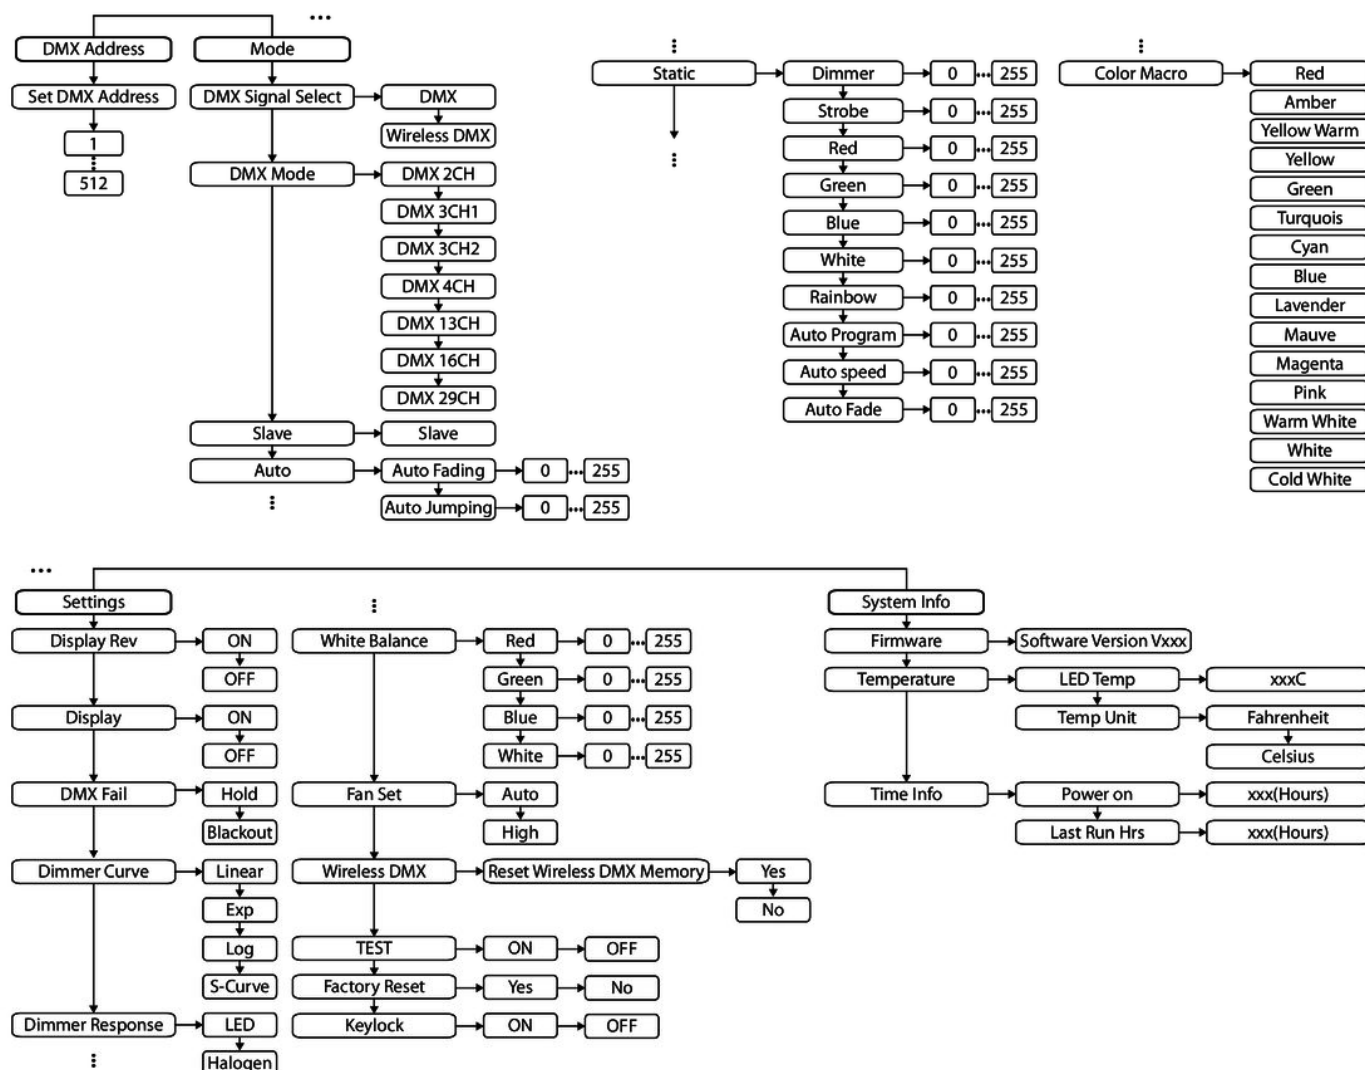 ...
DMX Address
Set DMX Address
1
512
Mode
DMX Signal Select
DMX
Wireless DMX
DMX Mode
DMX 2CH
DMX 3CH1
DMX 3CH2
DMX 4CH
DMX 13CH
DMX 16CH
DMX 29CH
Slave
Slave
Auto
Auto Fading
0 ... 255
Auto Jumping
0 ... 255
Static
Dimmer
0 ... 255
Strobe
0 ... 255
Red
0 ... 255
Green
0 ... 255
Blue
0 ... 255
White
0 ... 255
Rainbow
0 ... 255
Auto Program
0 ... 255
Auto speed
0 ... 255
Auto Fade
0 ... 255
Color Macro
Red
Amber
Yellow Warm
Yellow
Green
Turquois
Cyan
Blue
Lavender
Mauve
Magenta
Pink
Warm White
White
Cold White
...
Settings
Display Rev
ON
OFF
Display
ON
OFF
DMX Fail
Hold
Blackout
Dimmer Curve
Linear
Exp
Log
S-Curve
Dimmer Response
LED
Halogen
White Balance
Red
0 ... 255
Green
0 ... 255
Blue
0 ... 255
White
0 ... 255
Fan Set
Auto
High
Wireless DMX
Reset Wireless DMX Memory
Yes
No
TEST
ON
OFF
Factory Reset
Yes
No
Keylock
ON
OFF
System Info
Firmware
Software Version Vxxx
Temperature
LED Temp
xxxC
Temp Unit
Fahrenheit
Celsius
Time Info
Power on
xxx(Hours)
Last Run Hrs
xxx(Hours)